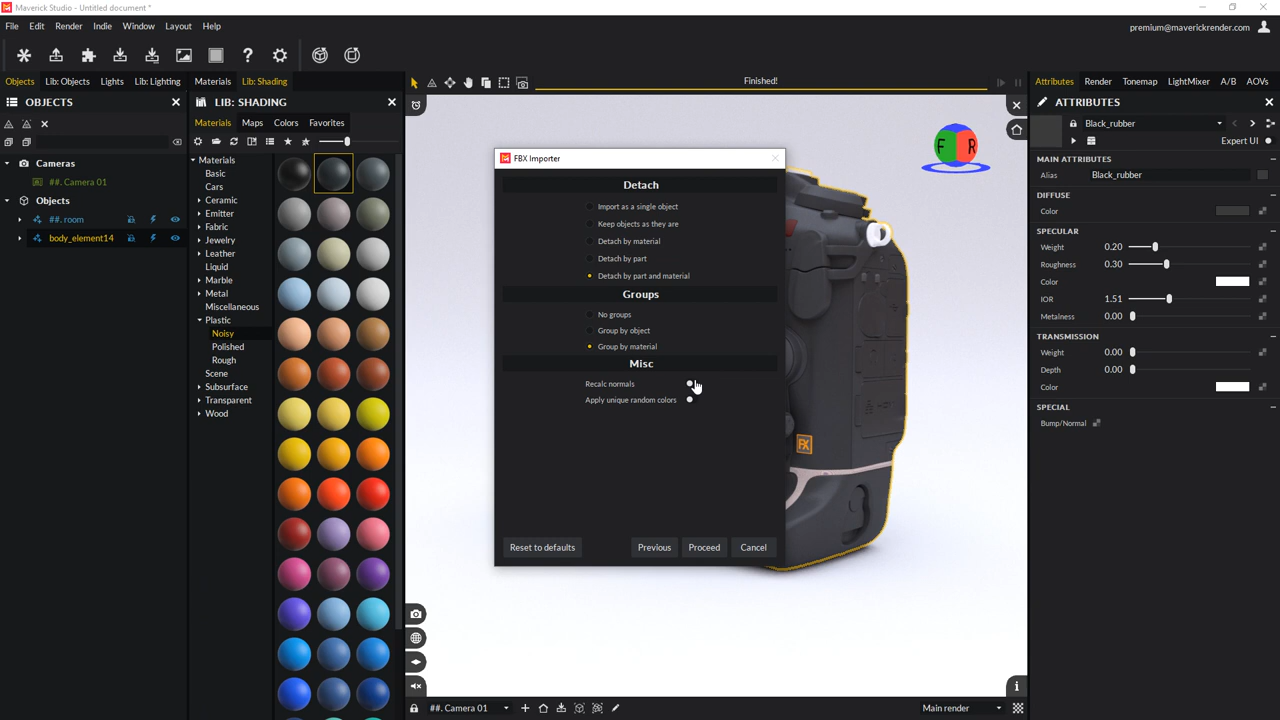 Maverick Studio - Untitled document *
File Edit Render Indie Window Layout Help
premium@maverickrender.com
Objects Lib: Objects Lights Lib: Lighting Materials Lib: Shading
Finished!
Attributes Render Tonemap LightMixer A/B AOVs
OBJECTS
Cameras
##. Camera 01
Objects
##. room
body_element14
LIB: SHADING
Materials Maps Colors Favorites
Materials
Basic
Cars
Ceramic
Emitter
Fabric
Jewelry
Leather
Liquid
Marble
Metal
Miscellaneous
Plastic
Noisy
Polished
Rough
Scene
Subsurface
Transparent
Wood
FBX Importer
Detach
Import as a single object
Keep objects as they are
Detach by material
Detach by part
Detach by part and material
Groups
No groups
Group by object
Group by material
Misc
Recalc normals
Apply unique random colors
Reset to defaults Previous Proceed Cancel
F R
FX
##. Camera 01
Main render
ATTRIBUTES
Black_rubber
Expert UI
MAIN ATTRIBUTES
Alias Black_rubber
DIFFUSE
Color
SPECULAR
Weight 0.20
Roughness 0.30
Color
IOR 1.51
Metalness 0.00
TRANSMISSION
Weight 0.00
Depth 0.00
Color
SPECIAL
Bump/Normal